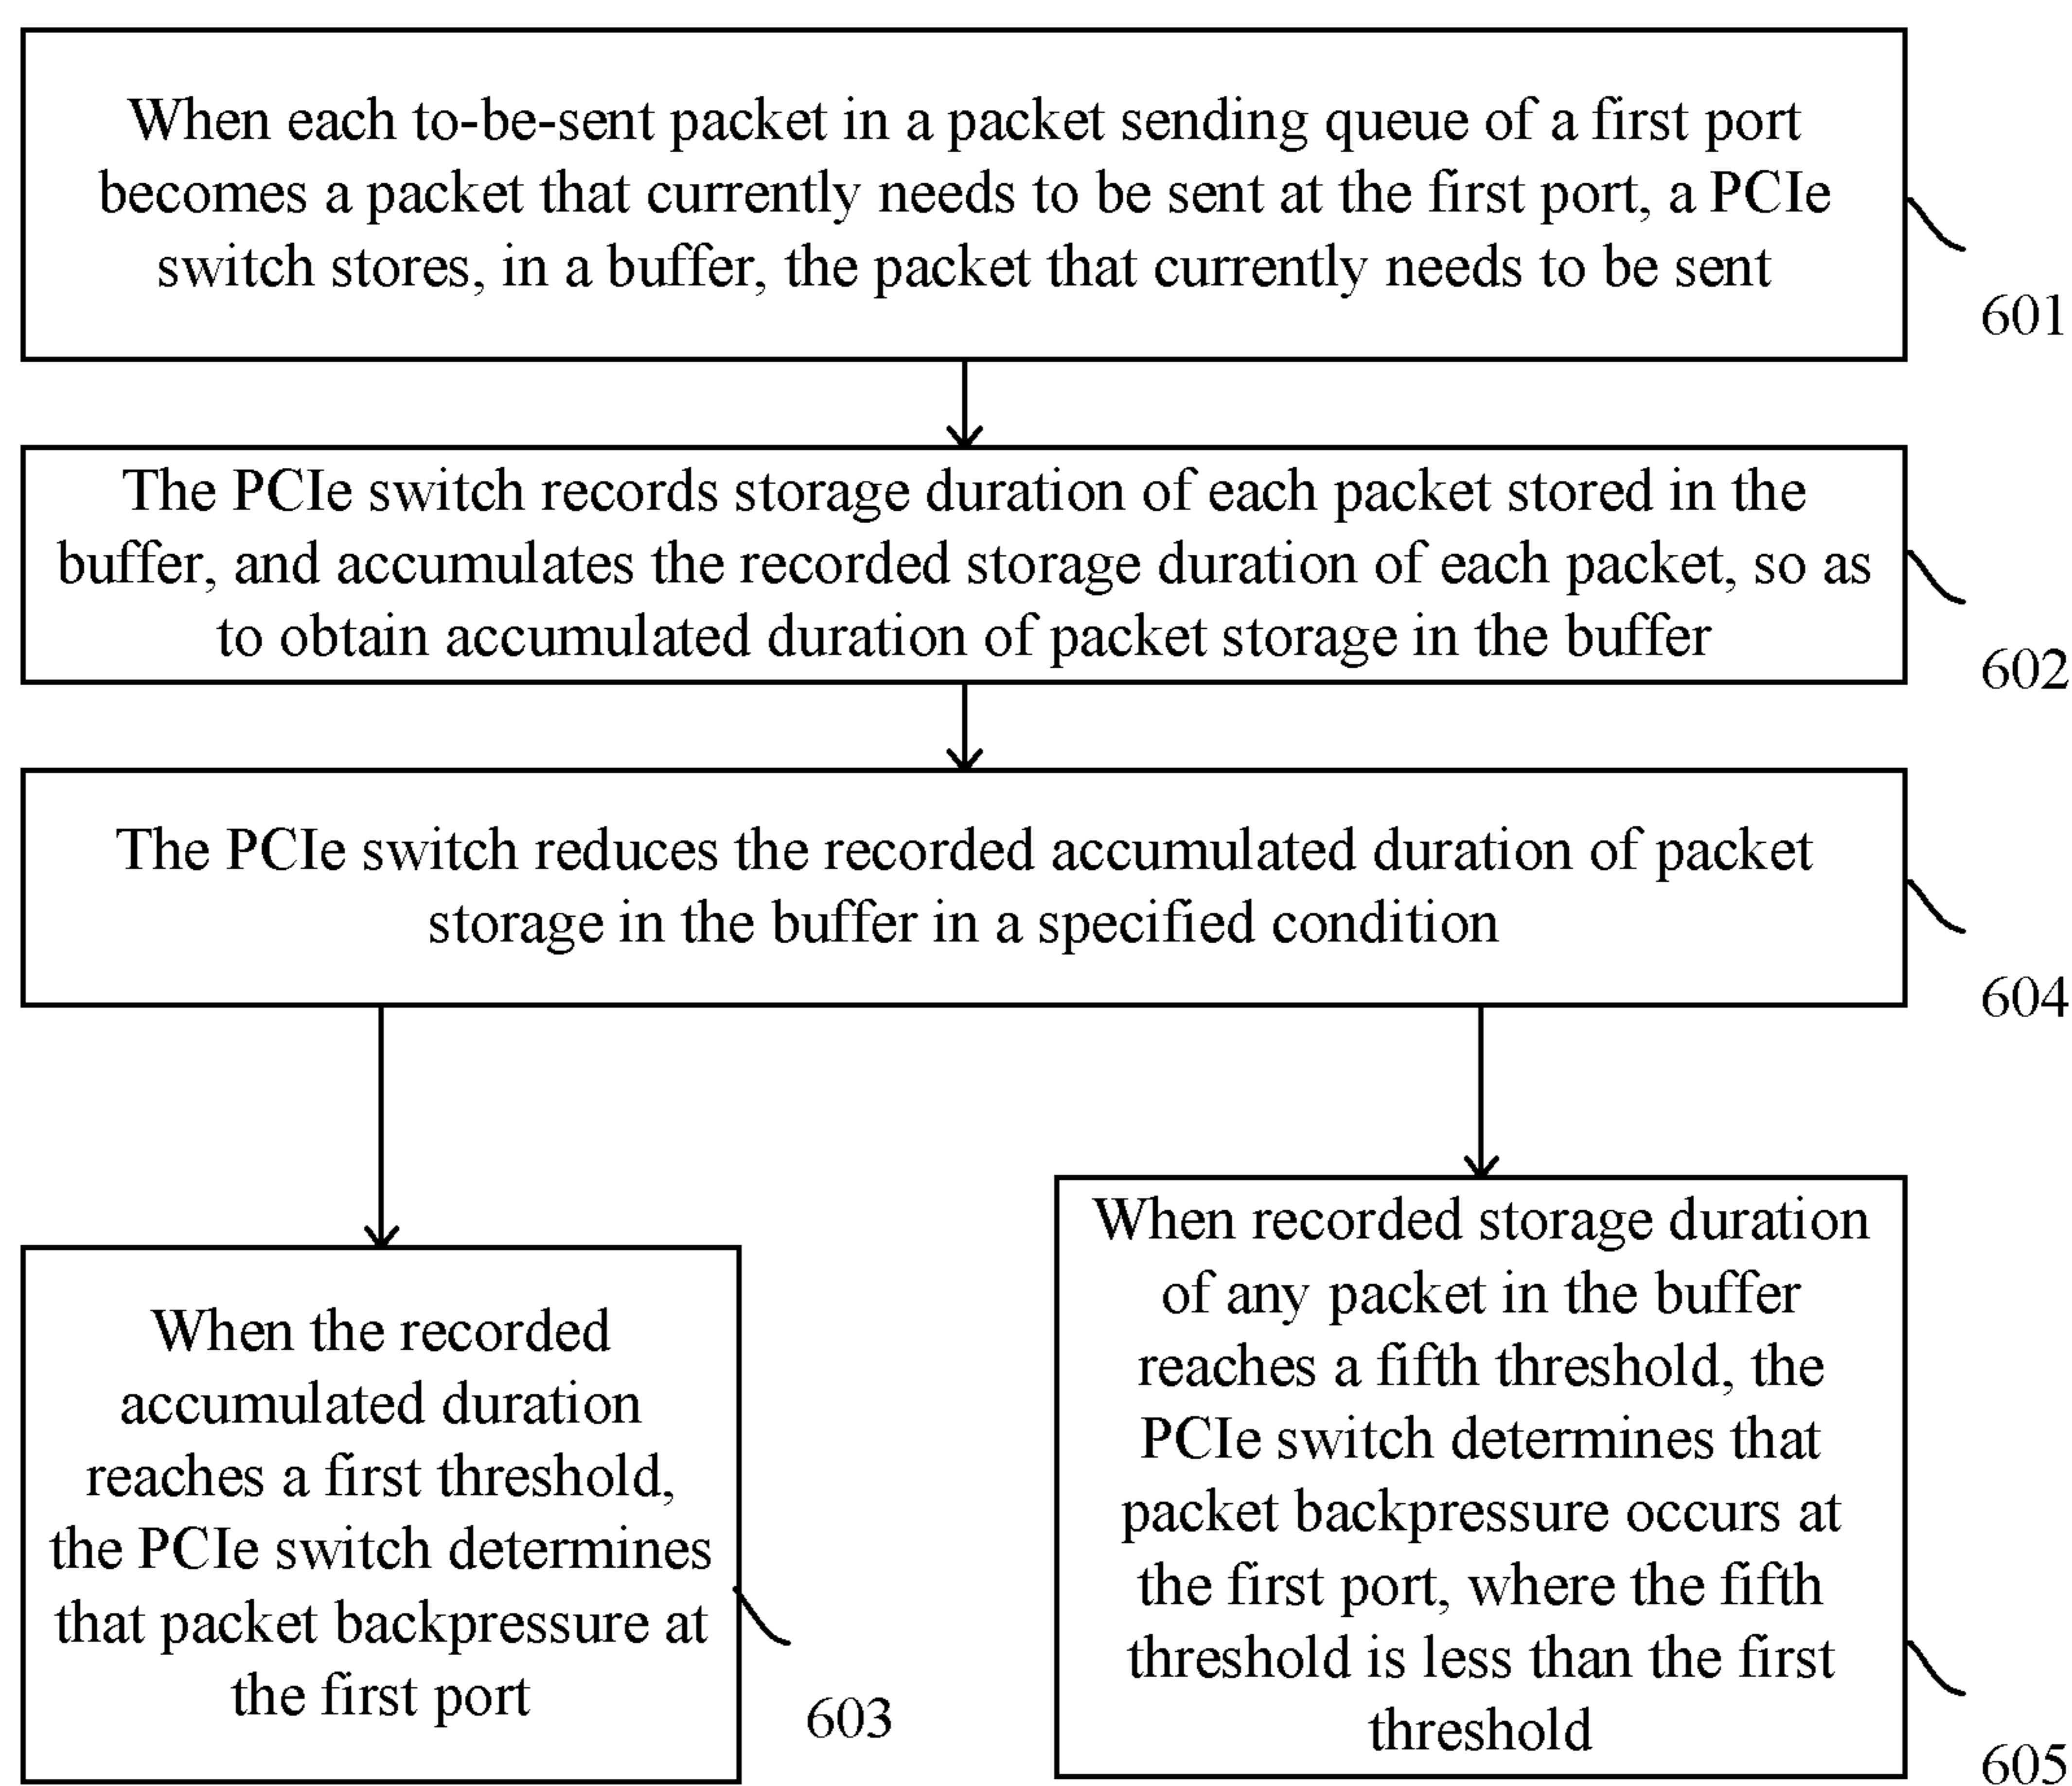 When each to-be-sent packet in a packet sending queue of a first port
becomes a packet that currently needs to be sent at the first port, a PCIe
switch stores, in a buffer, the packet that currently needs to be sent
601
The PCIe switch records storage duration of each packet stored in the
buffer, and accumulates the recorded storage duration of each packet, so as
to obtain accumulated duration of packet storage in the buffer
602
The PCIe switch reduces the recorded accumulated duration of packet
storage in the buffer in a specified condition
604
When the recorded
accumulated duration
reaches a first threshold,
the PCIe switch determines
that packet backpressure at
the first port
603
When recorded storage duration
of any packet in the buffer
reaches a fifth threshold, the
PCIe switch determines that
packet backpressure occurs at
the first port, where the fifth
threshold is less than the first
threshold
605